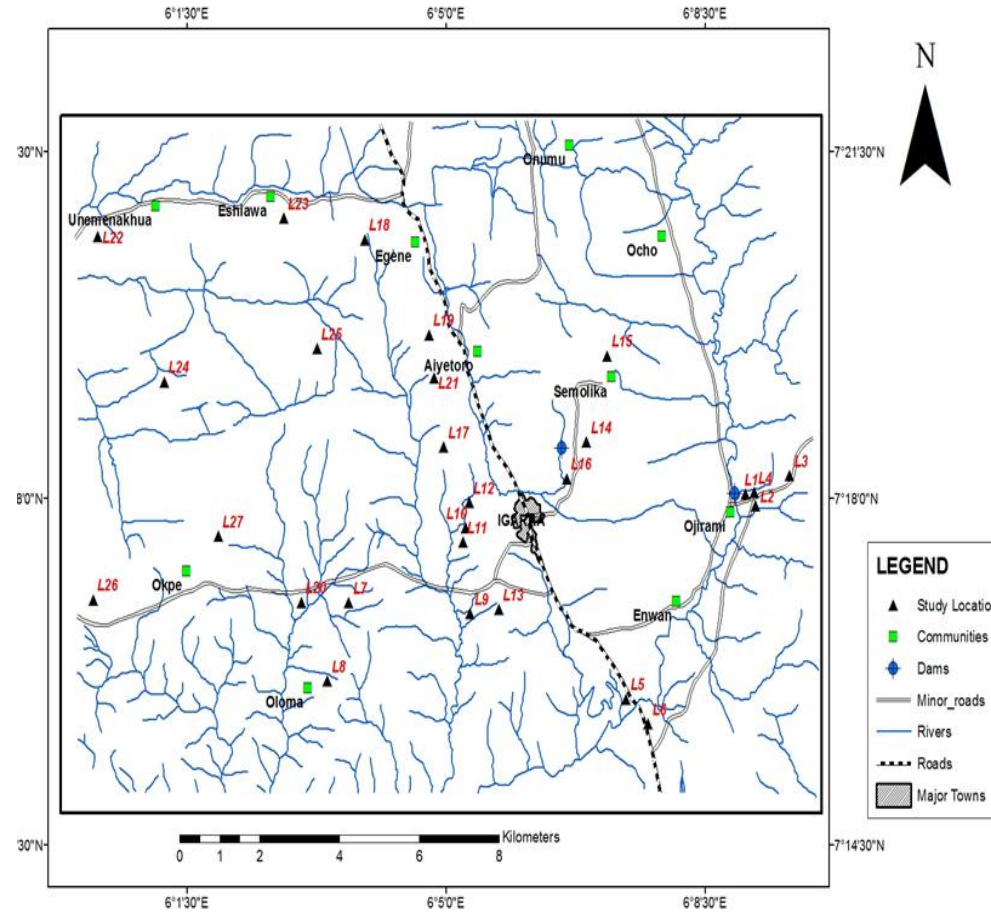 6°1'30"E 6°5'0"E 6°8'30"E
N
:30"N 7°21'30"N
Onumu
Unemenakhua
Eshiawa
L23
L22
L18
Egene
Ocho
L19
L25
L15
Aiyetoro
L24
L21
Semolika
L17
L14
L16
L3
L1
L4
L12
L2
8'0"N 7°18'0"N
L10
IGARRA
L11
Ojirami
L27
Okpe
L26
L20
L7
L9
L13
Enwan
L8
Oloma
L5
L6
LEGEND
Study Locatio
Communities
Dams
Minor_roads
Rivers
Roads
Major Towns
Kilometers
0 1 2 4 6 8
:30"N 7°14'30"N
6°1'30"E 6°5'0"E 6°8'30"E